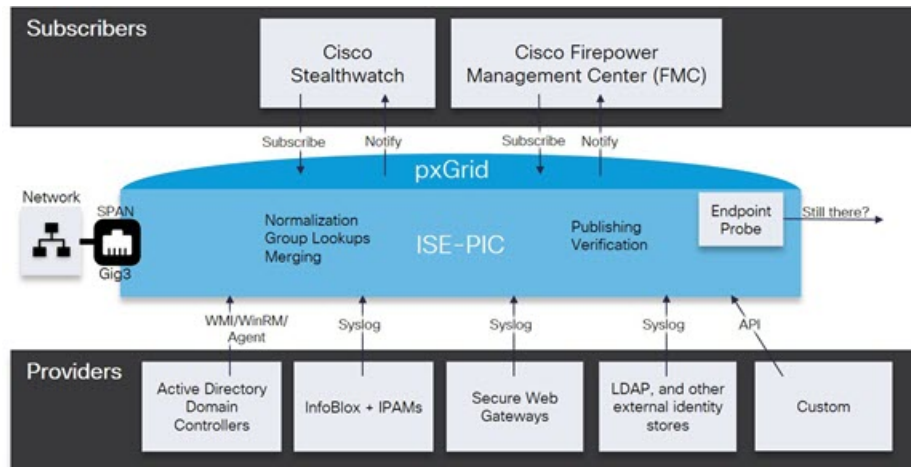 Subscribers
Cisco
Stealthwatch
Cisco Firepower
Management Center (FMC)
Subscribe
Notify
Subscribe
Notify
pxGrid
Network
SPAN
Gig3
Normalization
Group Lookups
Merging
ISE-PIC
Publishing
Verification
Endpoint
Probe
Still there?
WMI/WinRM/
Agent
Syslog
Syslog
Syslog
API
Providers
Active Directory
Domain
Controllers
InfoBlox + IPAMs
Secure Web
Gateways
LDAP, and other
external identity
stores
Custom